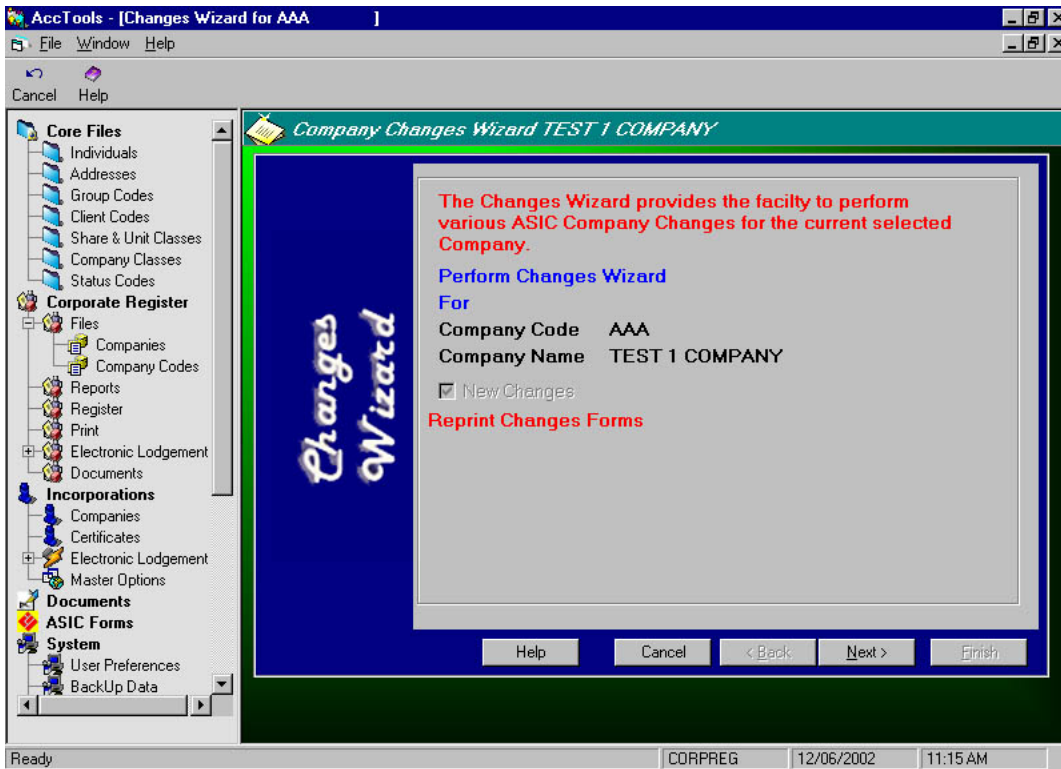 AccTools - [Changes Wizard for AAA ]
File Window Help
Cancel Help
Core Files
Individuals
Addresses
Group Codes
Client Codes
Share & Unit Classes
Company Classes
Status Codes
Corporate Register
Files
Companies
Company Codes
Reports
Register
Print
Electronic Lodgement
Documents
Incorporations
Companies
Certificates
Electronic Lodgement
Master Options
Documents
ASIC Forms
System
User Preferences
BackUp Data
Company Changes Wizard TEST 1 COMPANY
Changes
Wizard
The Changes Wizard provides the facilty to perform
various ASIC Company Changes for the current selected
Company.
Perform Changes Wizard
For
Company Code AAA
Company Name TEST 1 COMPANY
New Changes
Reprint Changes Forms
Help Cancel < Back Next > Finish
Ready CORPREG 12/06/2002 11:15 AM